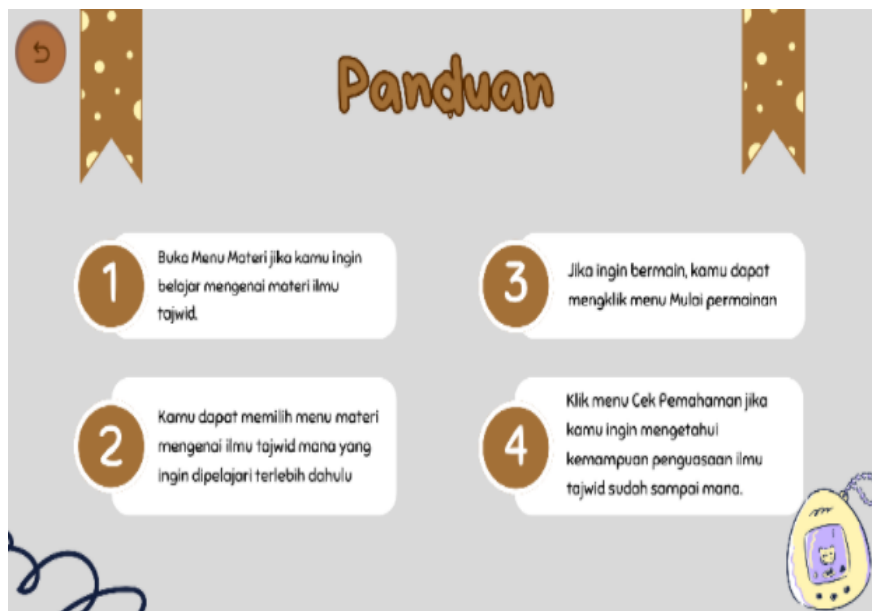 Panduan
1
Buka Menu Materi jika kamu ingin
belajar mengenai materi ilmu
tajwid.
2
Kamu dapat memilih menu materi
mengenai ilmu tajwid mana yang
ingin dipelajari terlebih dahulu
3
Jika ingin bermain, kamu dapat
mengklik menu Mulai permainan
4
Klik menu Cek Pemahaman jika
kamu ingin mengetahui
kemampuan penguasaan ilmu
tajwid sudah sampai mana.